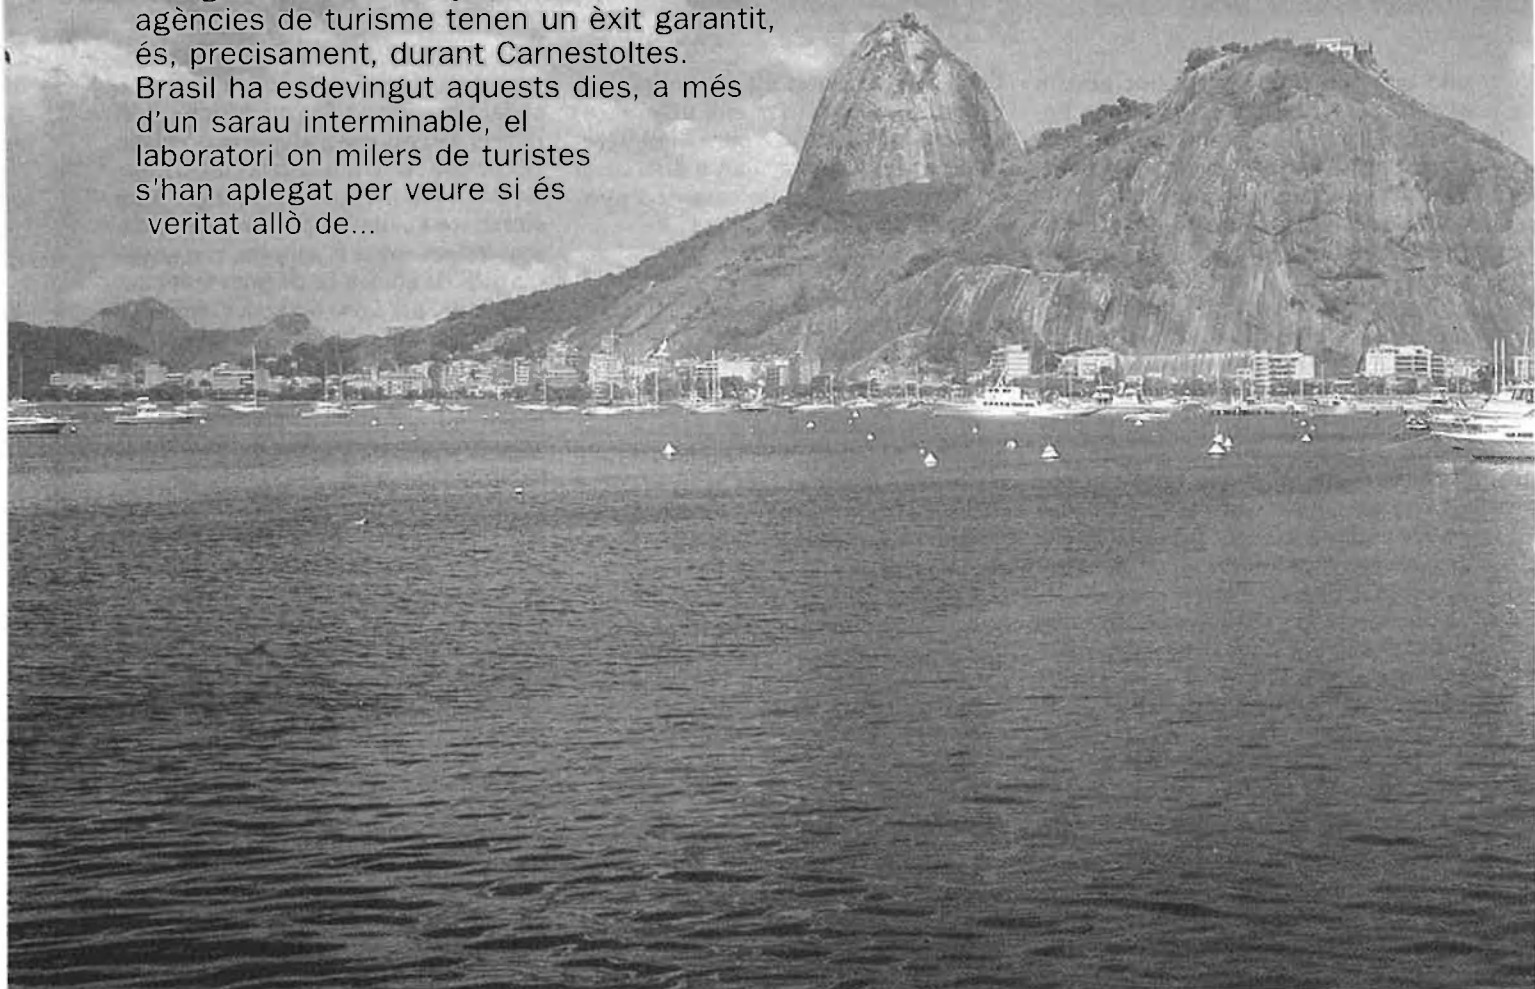 agències de turisme tenen un èxit garantit,
és, precisament, durant Carnestoltes.
Brasil ha esdevingut aquests dies, a més
d'un sarau interminable, el
laboratori on milers de turistes
s'han aplegat per veure si és
veritat allò de...